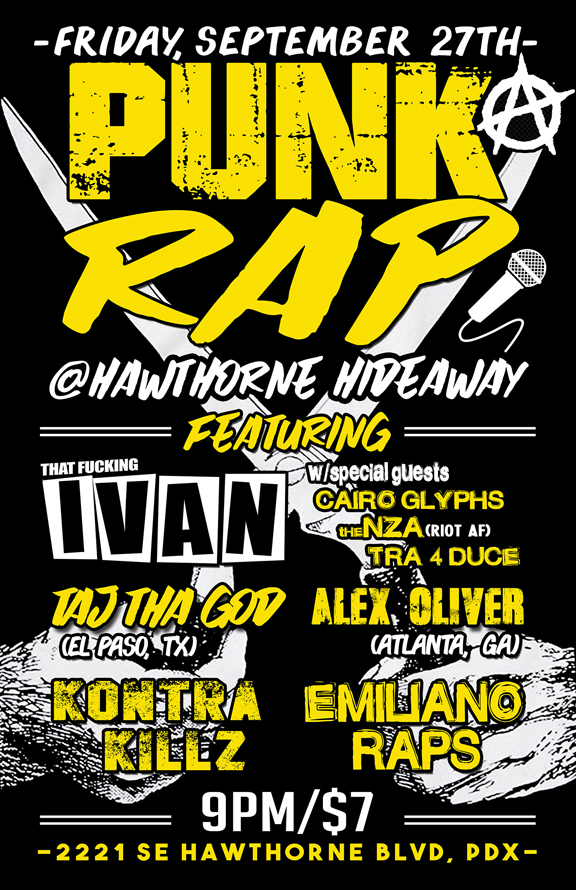 -FRIDAY, SEPTEMBER 27TH-
PUNK
RAP
@HAWTHORNE HIDEAWAY
FEATURING
THAT FUCKING
IVAN
w/special guests
CAIRO GLYPHS
theNZA (RIOT AF)
TRA 4 DUCE
TAJ THA GOD
(EL PASO, TX)
ALEX OLIVER
(ATLANTA, GA)
KONTRA
KILLZ
EMILIANO
RAPS
9PM/$7
-2221 SE HAWTHORNE BLVD, PDX-